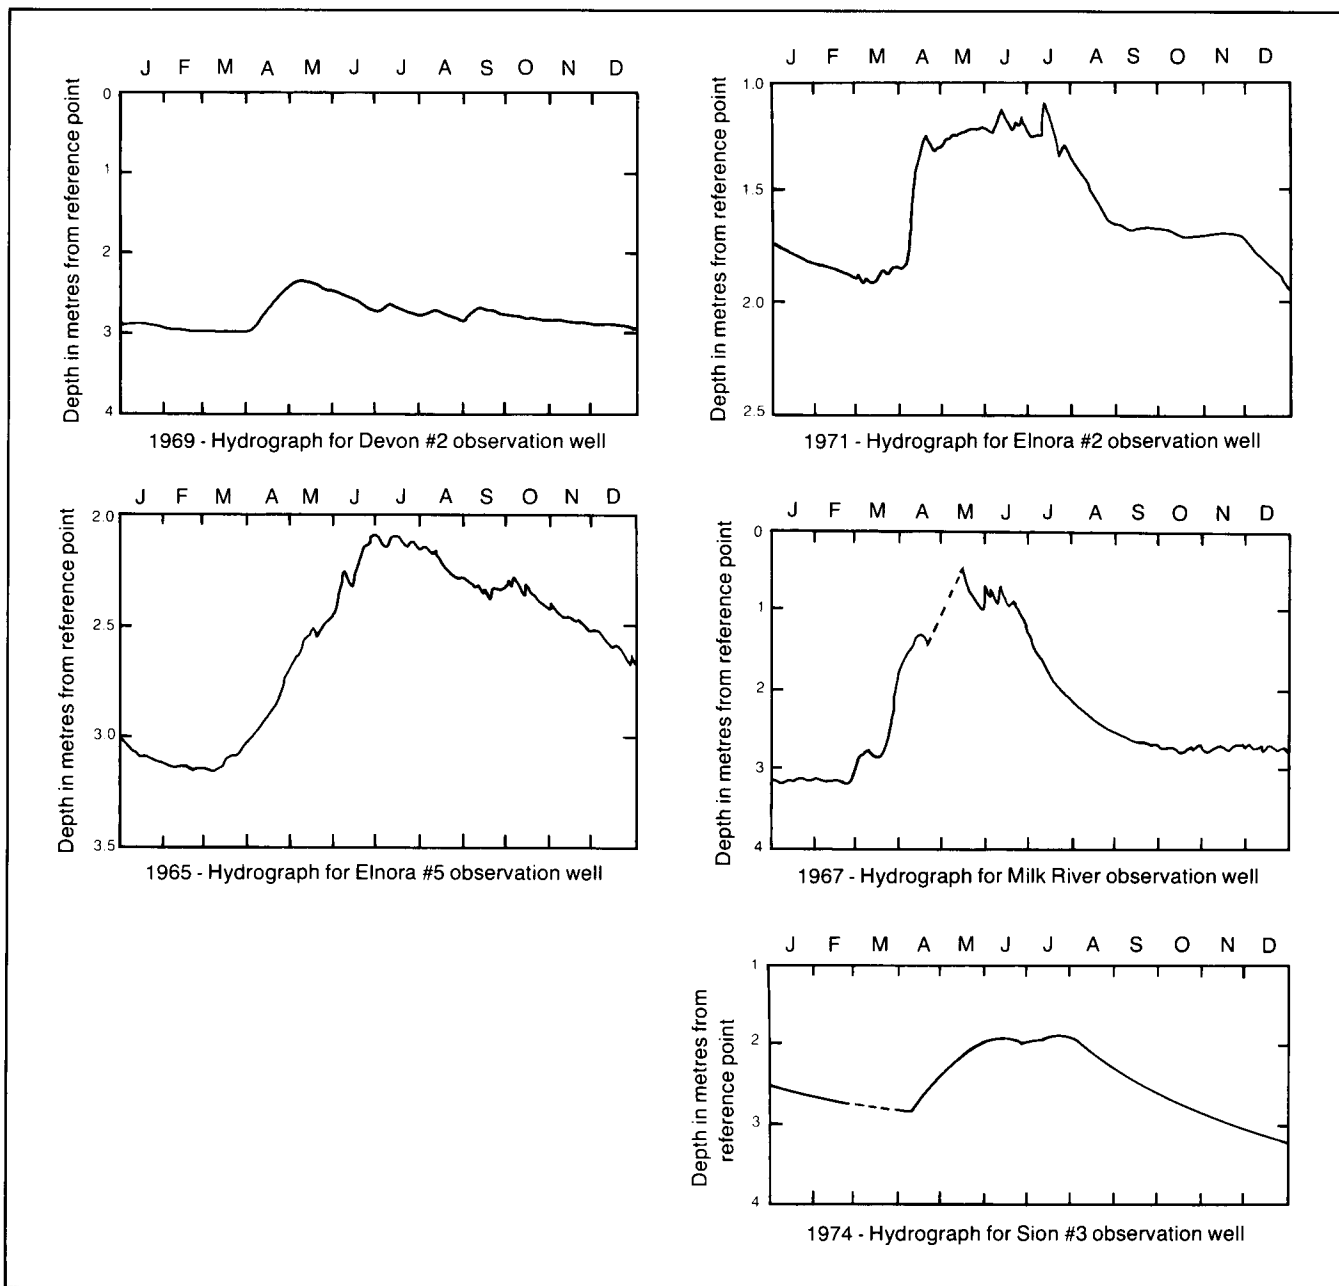 J F M A M J J A S O N D
Depth in metres from reference point
0
1
2
3
4
1969 - Hydrograph for Devon #2 observation well
J F M A M J J A S O N D
Depth in metres from reference point
1.0
1.5
2.0
2.5
1971 - Hydrograph for Elnora #2 observation well
J F M A M J J A S O N D
Depth in metres from reference point
2.0
2.5
3.0
3.5
1965 - Hydrograph for Elnora #5 observation well
J F M A M J J A S O N D
Depth in metres from reference point
0
1
2
3
4
1967 - Hydrograph for Milk River observation well
J F M A M J J A S O N D
Depth in metres from
reference point
1
2
3
4
1974 - Hydrograph for Sion #3 observation well